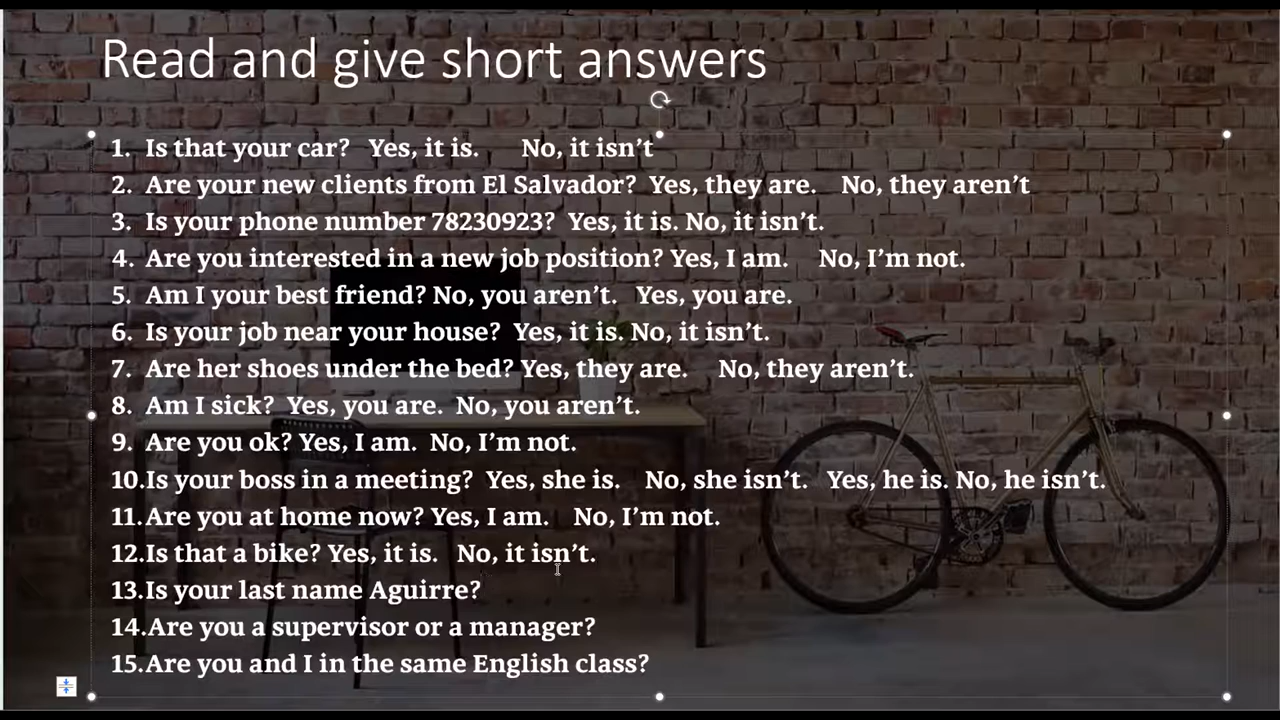 Read and give short answers
1. Is that your car? Yes, it is. No, it isn't
2. Are your new clients from El Salvador? Yes, they are. No, they aren't
3. Is your phone number 78230923? Yes, it is. No, it isn't.
4. Are you interested in a new job position? Yes, I am. No, I'm not.
5. Am I your best friend? No, you aren't. Yes, you are.
6. Is your job near your house? Yes, it is. No, it isn't.
7. Are her shoes under the bed? Yes, they are. No, they aren't.
8. Am I sick? Yes, you are. No, you aren't.
9. Are you ok? Yes, I am. No, I'm not.
10.Is your boss in a meeting? Yes, she is. No, she isn't. Yes, he is. No, he isn't.
11.Are you at home now? Yes, I am. No, I'm not.
12.Is that a bike? Yes, it is. No, it isn't.
13.Is your last name Aguirre?
14.Are you a supervisor or a manager?
15.Are you and I in the same English class?